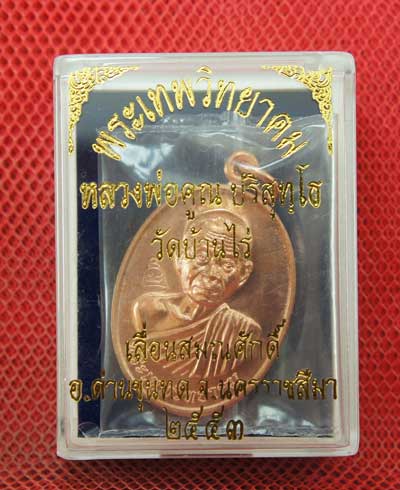 พระเทพวิทยาคม
หลวงพ่อคูณ ปริสุทฺโธ
วัดบ้านไร่
เลื่อนสมณศักดิ์
อ.ด่านขุนทด จ.นครราชสีมา
๒๕๕๓